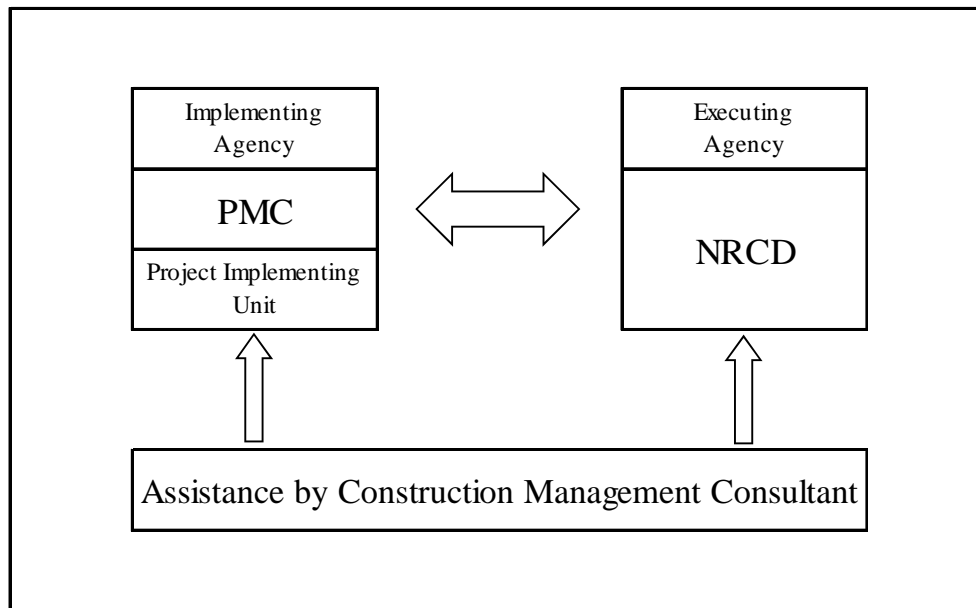 Implementing
Agency
PMC
Project Implementing
Unit
Executing
Agency
NRCD
Assistance by Construction Management Consultant